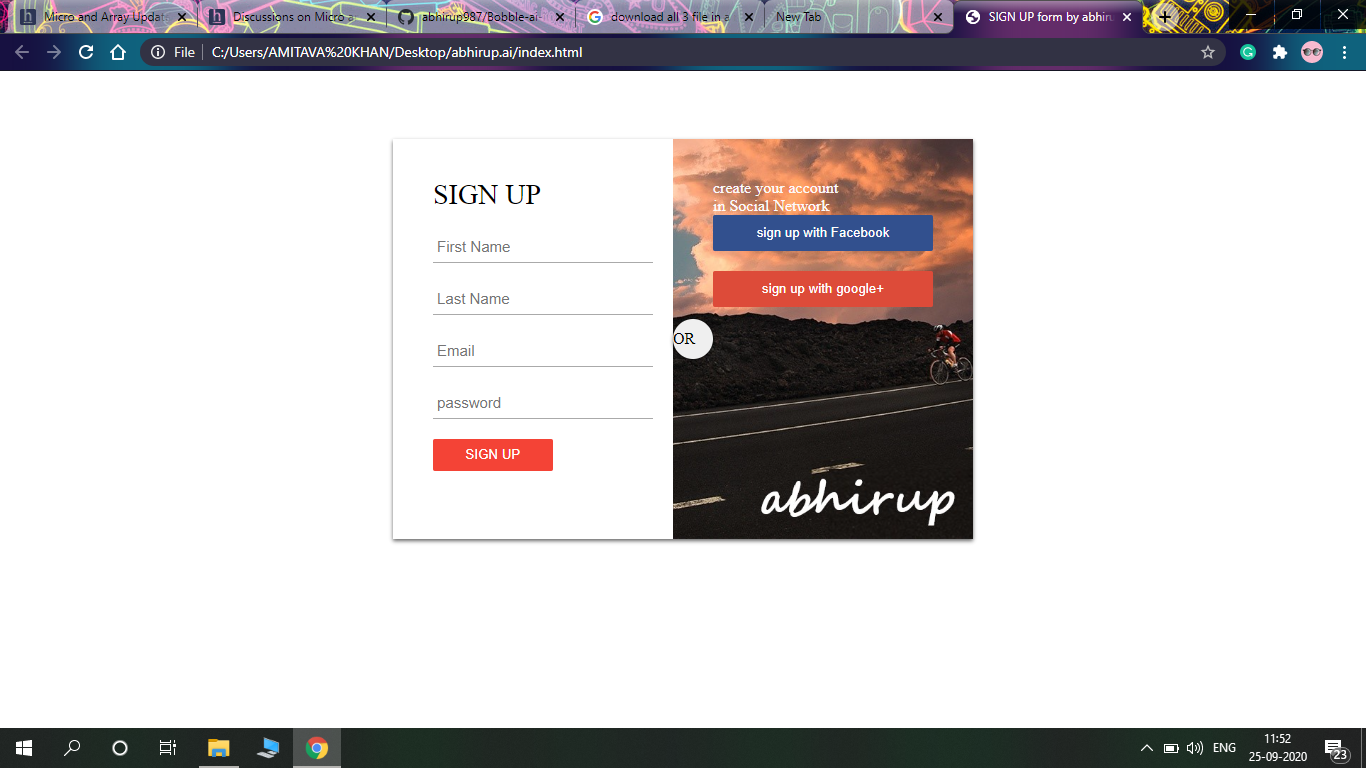 Micro and Array Update
Discussions on Micro a
abhirup987/Bobble-ai-
download all 3 file in a
New Tab
SIGN UP form by abhiru
File
C:/Users/AMITAVA%20KHAN/Desktop/abhirup.ai/index.html
SIGN UP
First Name
Last Name
Email
password
SIGN UP
create your account
in Social Network
sign up with Facebook
sign up with google+
OR
abhirup
ENG
11:52
25-09-2020
23